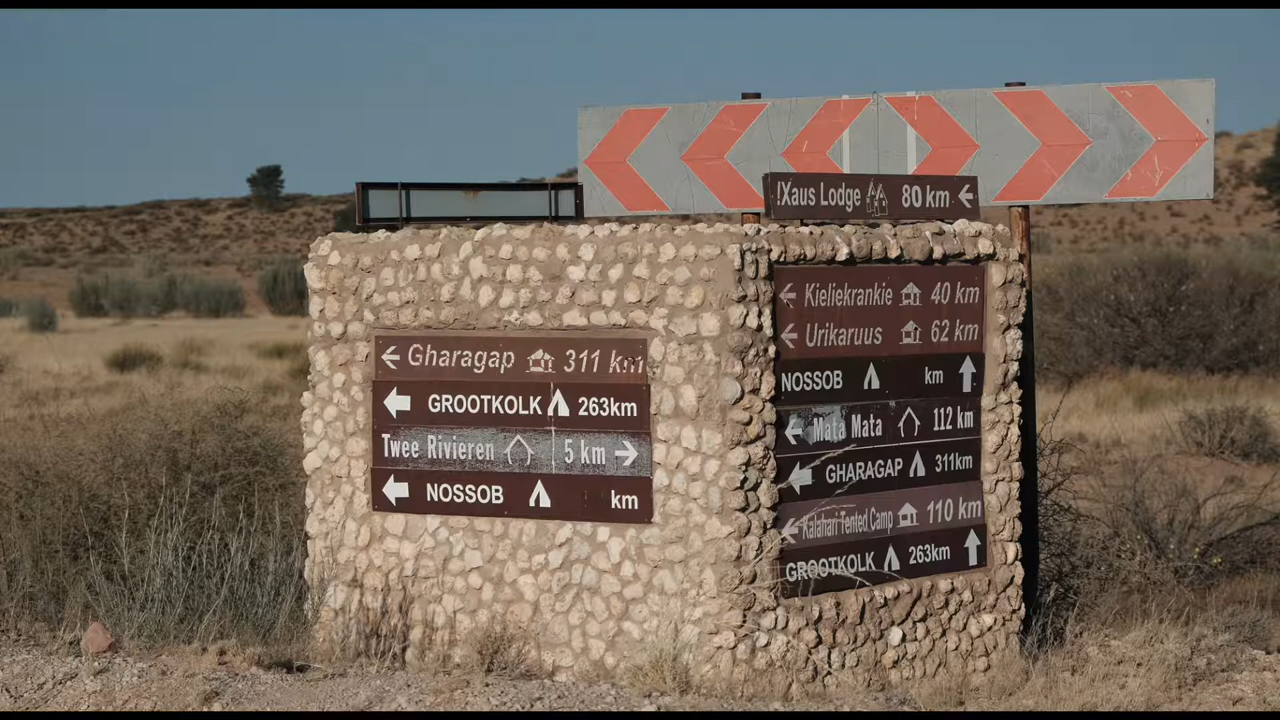 !Xaus Lodge 80 km
Gharagap 311 km
GROOTKOLK 263km
Twee Rivieren 5 km
NOSSOB km
Kieliekrankie 40 km
Urikaruus 62 km
NOSSOB km
Mata Mata 112 km
GHARAGAP 311km
Kalahari Tented Camp 110 km
GROOTKOLK 263km